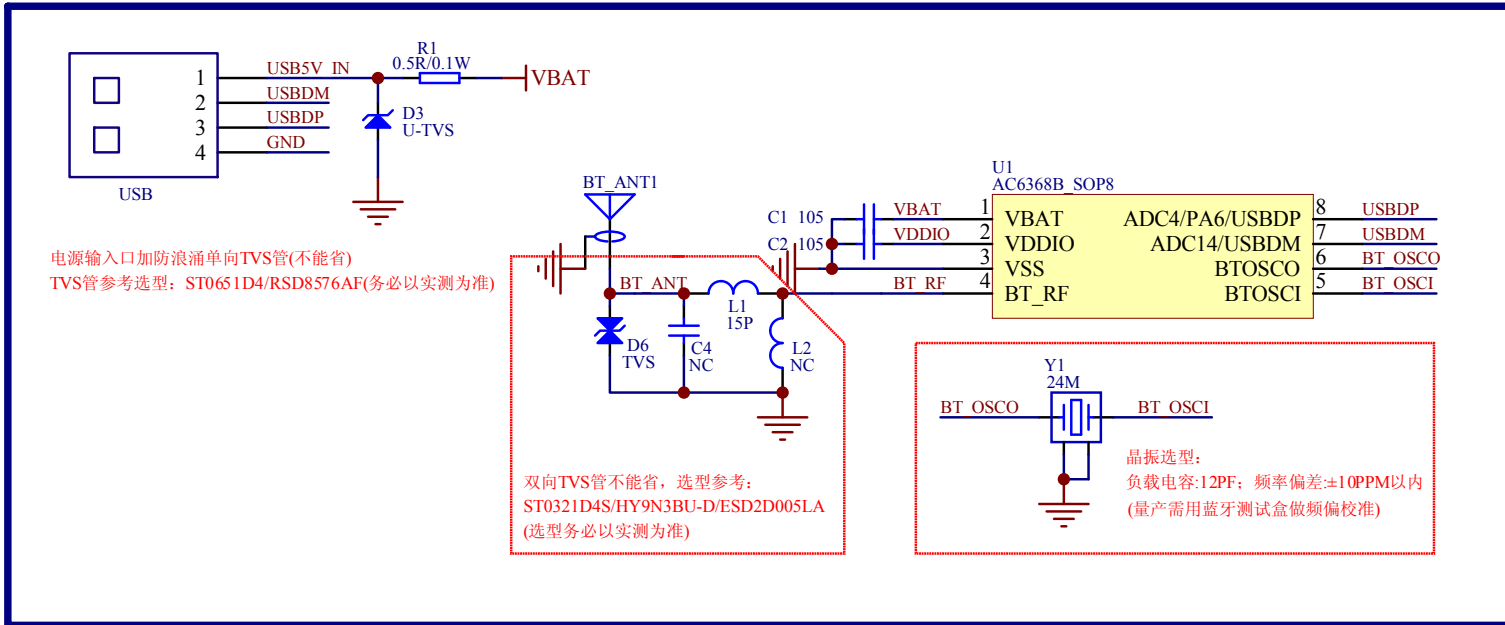 R1
0.5R/0.1W
1 USB5V_IN
VBAT
2 USBDM
3 USBDP
4 GND
D3
U-TVS
USB
电源输入口加防浪涌单向TVS管(不能省)
TVS管参考选型：ST0651D4/RSD8576AF(务必以实测为准)
BT_ANT1
BT_ANT
L1
15P
D6
TVS
C4
NC
L2
NC
双向TVS管不能省，选型参考：
ST0321D4S/HY9N3BU-D/ESD2D005LA
(选型务必以实测为准)
U1
AC6368B_SOP8
C1 105 VBAT 1 VBAT ADC4/PA6/USBDP 8 USBDP
C2 105 VDDIO 2 VDDIO ADC14/USBDM 7 USBDM
3 VSS BTOSCO 6 BT_OSCO
BT_RF 4 BT_RF BTOSCI 5 BT_OSCI
Y1
24M
BT_OSCO BT_OSCI
晶振选型：
负载电容:12PF；频率偏差:±10PPM以内
(量产需用蓝牙测试盒做频偏校准)